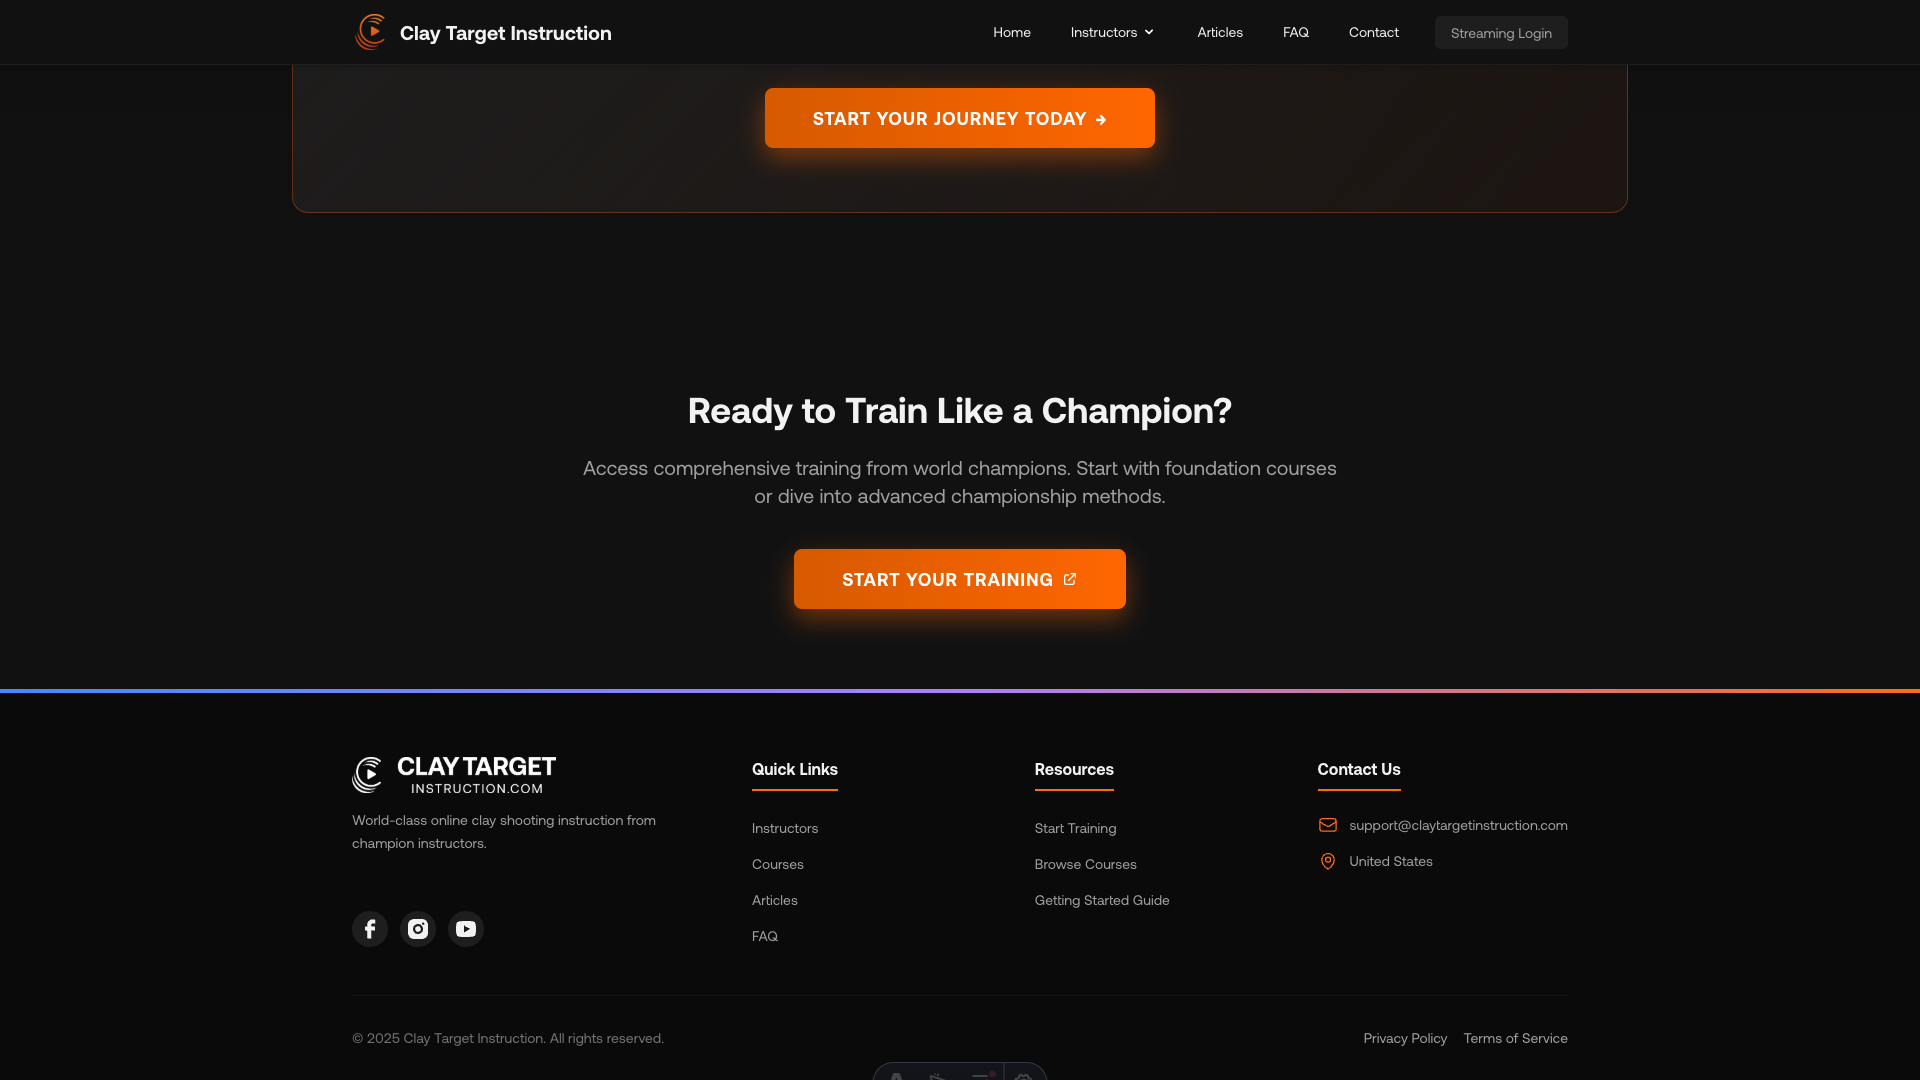 Clay Target Instruction
Home
Instructors
Articles
FAQ
Contact
Streaming Login
START YOUR JOURNEY TODAY →
Ready to Train Like a Champion?
Access comprehensive training from world champions. Start with foundation courses
or dive into advanced championship methods.
START YOUR TRAINING
CLAY TARGET
INSTRUCTION.COM
World-class online clay shooting instruction from
champion instructors.
Quick Links
Instructors
Courses
Articles
FAQ
Resources
Start Training
Browse Courses
Getting Started Guide
Contact Us
support@claytargetinstruction.com
United States
© 2025 Clay Target Instruction. All rights reserved.
Privacy Policy
Terms of Service